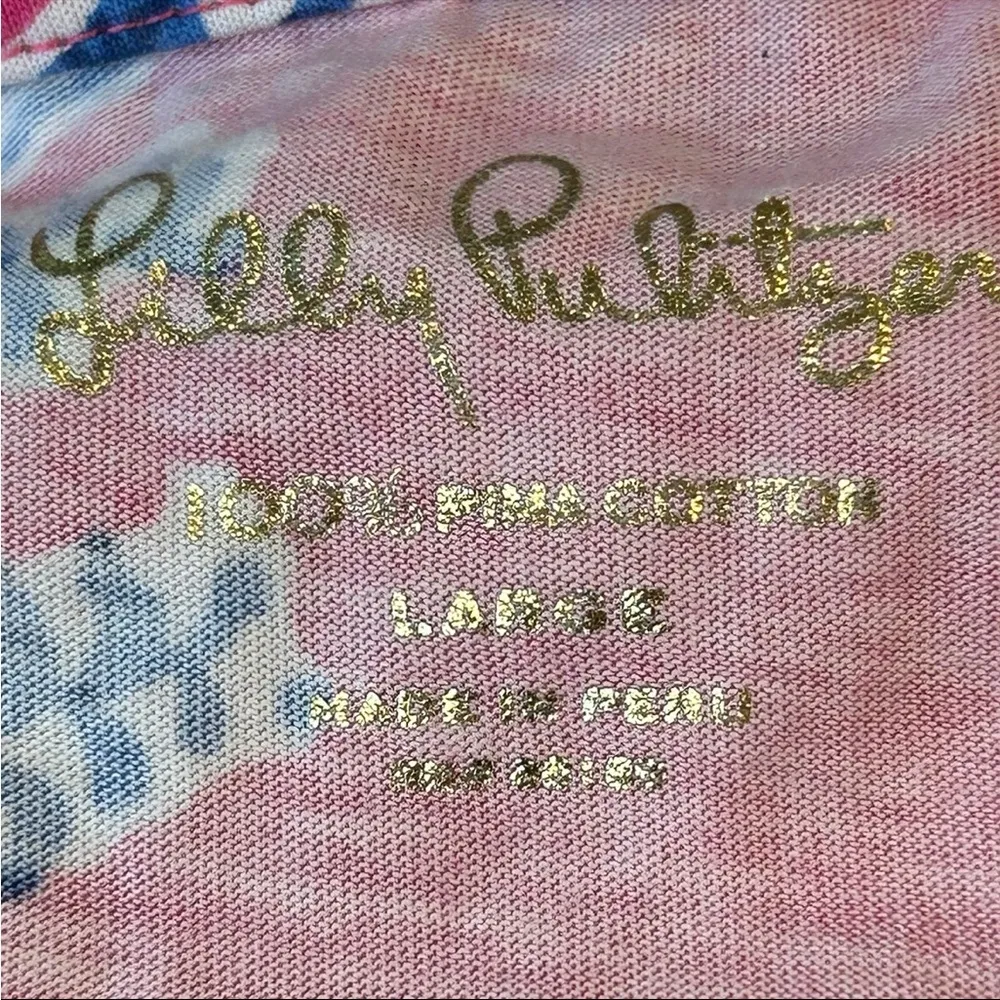 Lilly Pulitzer
100% PIMA COTTON
LARGE
MADE IN PERU